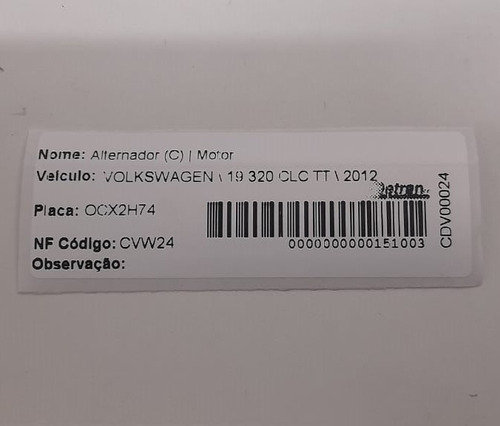 Nome: Alternador (C) | Motor
Veículo: VOLKSWAGEN \ 19 320 CLC TT \ 2012
Placa: OCX2H74
NF Código: CVW24
0000000000151003
Observação:
CDV00024